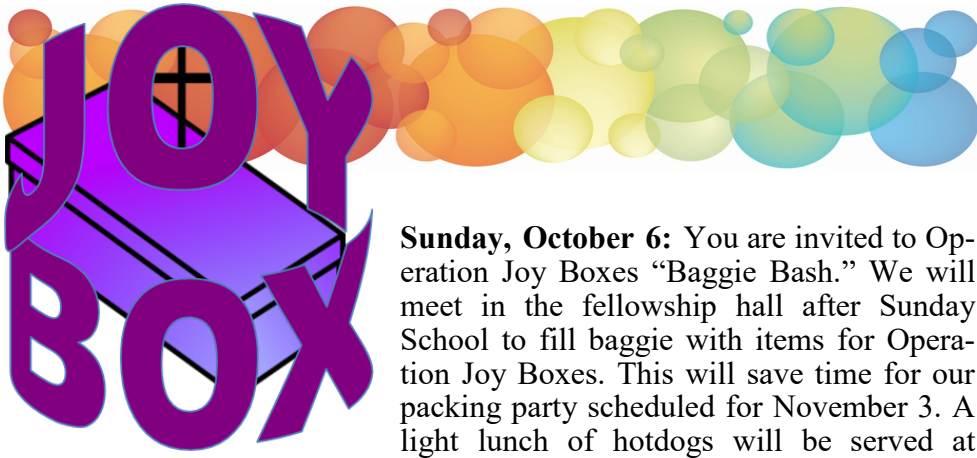 JOY
BOX
Sunday, October 6: You are invited to Op-
eration Joy Boxes “Baggie Bash.” We will
meet in the fellowship hall after Sunday
School to fill baggie with items for Opera-
tion Joy Boxes. This will save time for our
packing party scheduled for November 3. A
light lunch of hotdogs will be served at